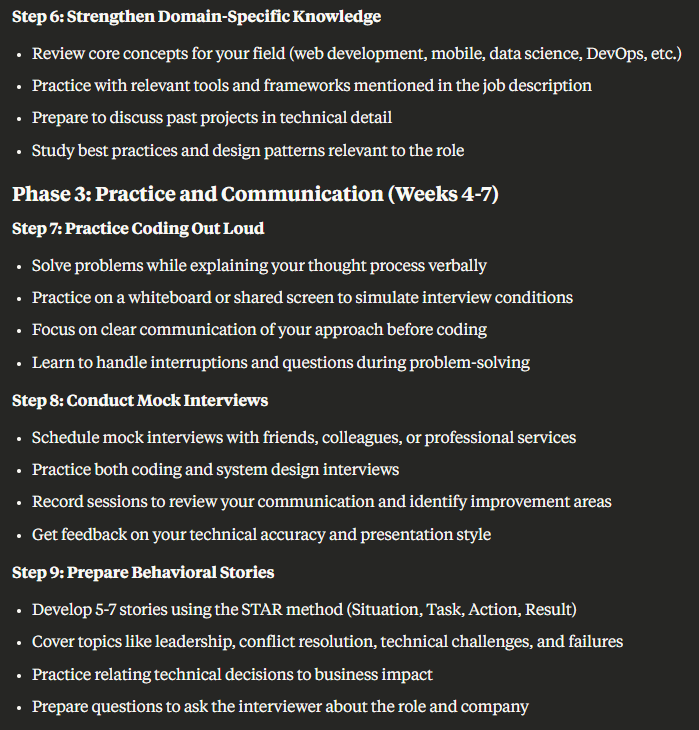 Step 6: Strengthen Domain-Specific Knowledge
• Review core concepts for your field (web development, mobile, data science, DevOps, etc.)
• Practice with relevant tools and frameworks mentioned in the job description
• Prepare to discuss past projects in technical detail
• Study best practices and design patterns relevant to the role
Phase 3: Practice and Communication (Weeks 4-7)
Step 7: Practice Coding Out Loud
• Solve problems while explaining your thought process verbally
• Practice on a whiteboard or shared screen to simulate interview conditions
• Focus on clear communication of your approach before coding
• Learn to handle interruptions and questions during problem-solving
Step 8: Conduct Mock Interviews
• Schedule mock interviews with friends, colleagues, or professional services
• Practice both coding and system design interviews
• Record sessions to review your communication and identify improvement areas
• Get feedback on your technical accuracy and presentation style
Step 9: Prepare Behavioral Stories
• Develop 5-7 stories using the STAR method (Situation, Task, Action, Result)
• Cover topics like leadership, conflict resolution, technical challenges, and failures
• Practice relating technical decisions to business impact
• Prepare questions to ask the interviewer about the role and company